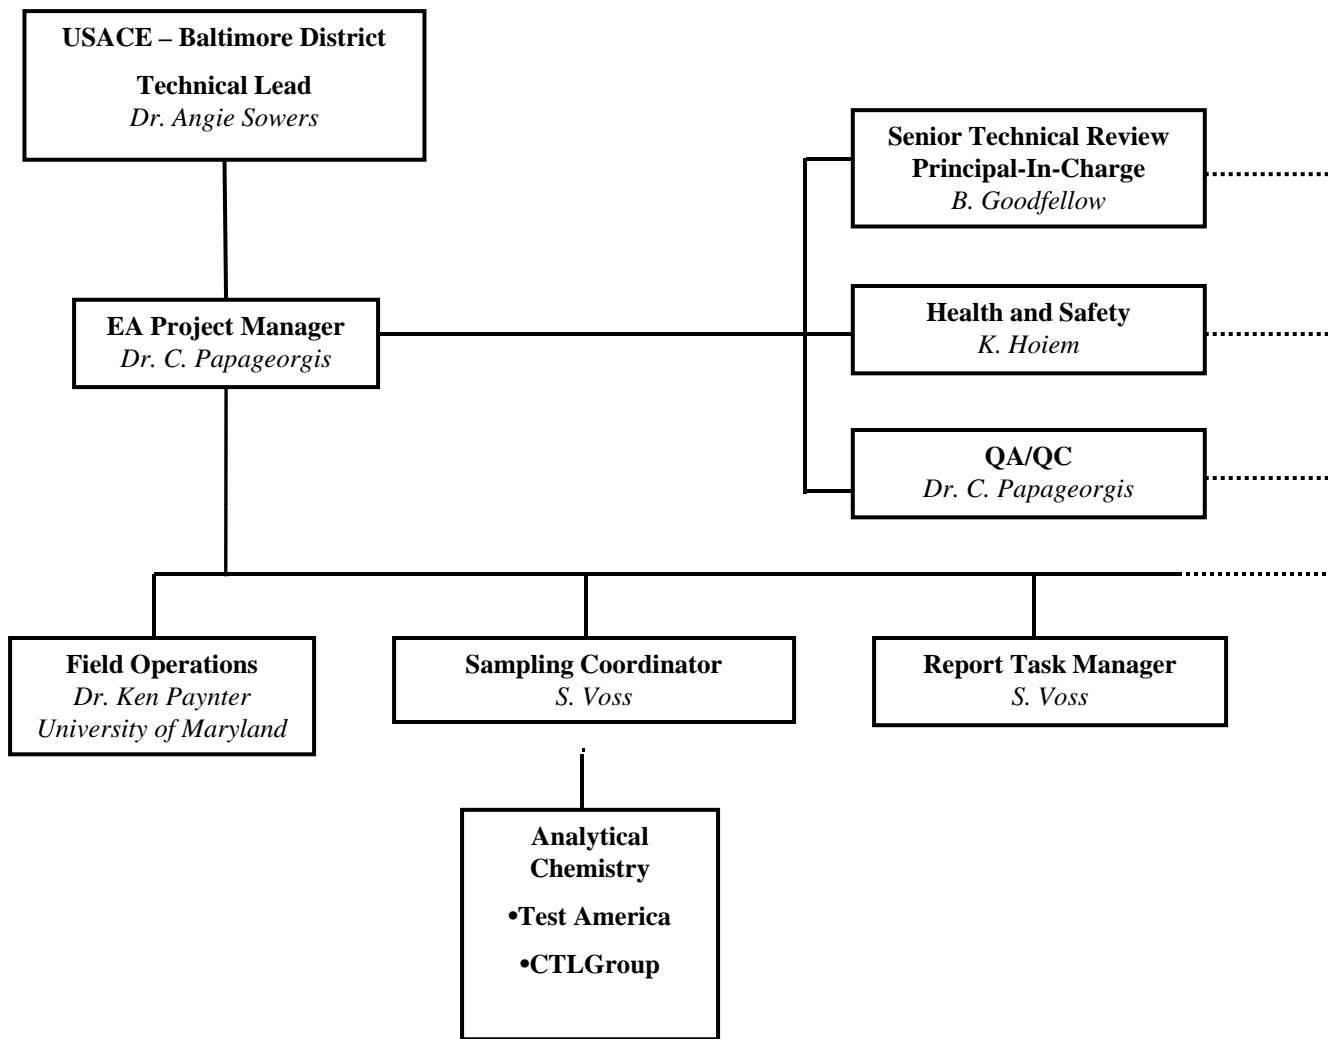 USACE – Baltimore District
Technical Lead
Dr. Angie Sowers
Senior Technical Review
Principal-In-Charge
B. Goodfellow
EA Project Manager
Dr. C. Papageorgis
Health and Safety
K. Hoiem
QA/QC
Dr. C. Papageorgis
Field Operations
Dr. Ken Paynter
University of Maryland
Sampling Coordinator
S. Voss
Report Task Manager
S. Voss
Analytical
Chemistry
•Test America
•CTLGroup